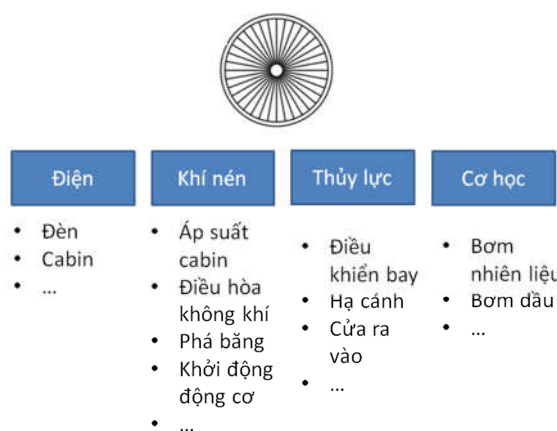 Điện
• Đèn
• Cabin
• ...
Khí nén
• Áp suất
cabin
• Điều hòa
không khí
• Phá băng
• Khởi động
động cơ
• ...
Thủy lực
• Điều
khiển bay
• Hạ cánh
• Cửa ra
vào
• ...
Cơ học
• Bơm
nhiên liệu
• Bơm dầu
• ...